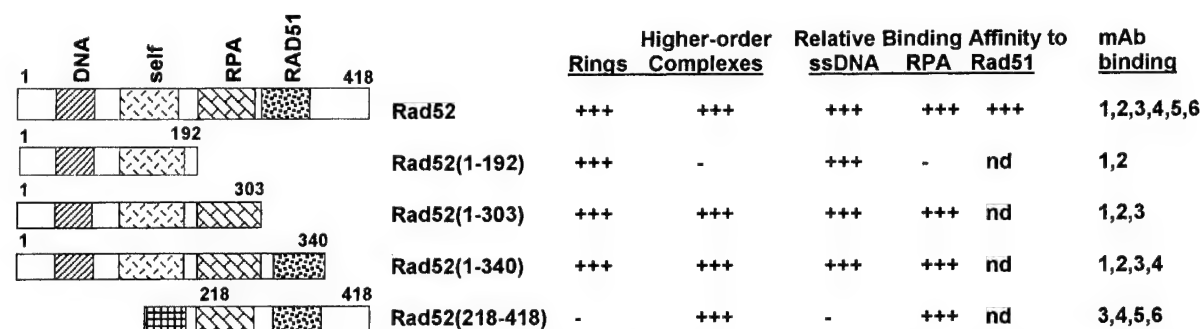 DNA self RPA RAD51
Higher-order Relative Binding Affinity to mAb
Rings Complexes ssDNA RPA Rad51 binding
1 418
Rad52 +++ +++ +++ +++ +++ 1,2,3,4,5,6
1 192
Rad52(1-192) +++ - +++ - nd 1,2
1 303
Rad52(1-303) +++ +++ +++ +++ nd 1,2,3
1 340
Rad52(1-340) +++ +++ +++ +++ nd 1,2,3,4
218 418
Rad52(218-418) - +++ - +++ nd 3,4,5,6